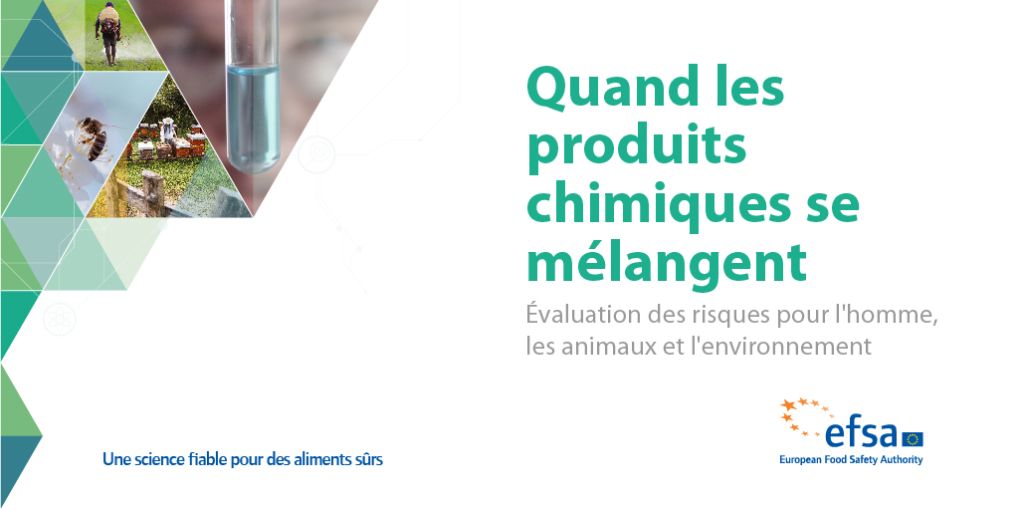 Quand les
produits
chimiques se
mélangent
Évaluation des risques pour l'homme,
les animaux et l'environnement
Une science fiable pour des aliments sûrs
efsa
European Food Safety Authority